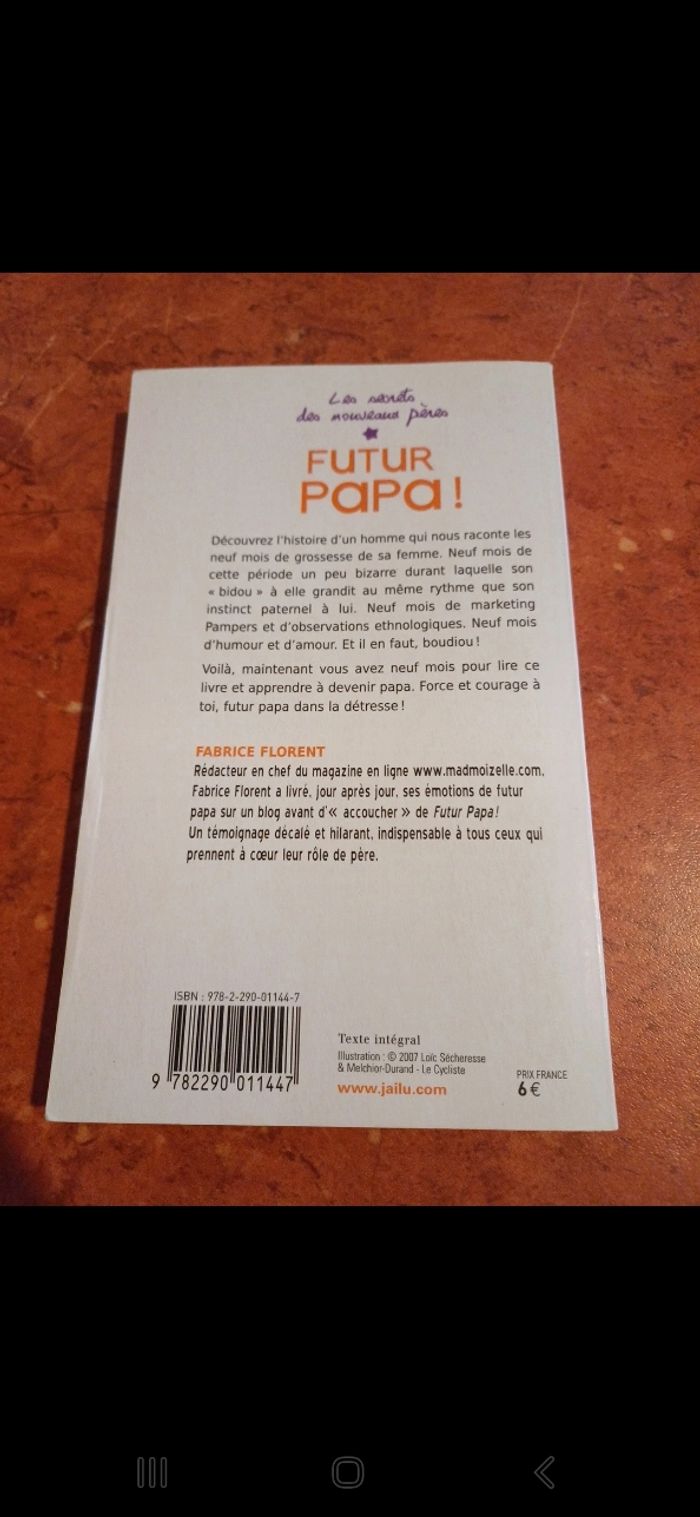 Les secrets
des nouveaux pères
FUTUR
PaPa !
Découvrez l'histoire d'un homme qui nous raconte les
neuf mois de grossesse de sa femme. Neuf mois de
cette période un peu bizarre durant laquelle son
« bidou » à elle grandit au même rythme que son
instinct paternel à lui. Neuf mois de marketing
Pampers et d'observations ethnologiques. Neuf mois
d'humour et d'amour. Et il en faut, boudiou !
Voilà, maintenant vous avez neuf mois pour lire ce
livre et apprendre à devenir papa. Force et courage à
toi, futur papa dans la détresse !
FABRICE FLORENT
Rédacteur en chef du magazine en ligne www.madmoizelle.com,
Fabrice Florent a livré, jour après jour, ses émotions de futur
papa sur un blog avant d'« accoucher » de Futur Papa !
Un témoignage décalé et hilarant, indispensable à tous ceux qui
prennent à cœur leur rôle de père.
ISBN : 978-2-290-01144-7
9 782290 011447
Texte intégral
Illustration : © 2007 Loïc Sécheresse
& Melchior-Durand - Le Cycliste
www.jailu.com
PRIX FRANCE
6 €